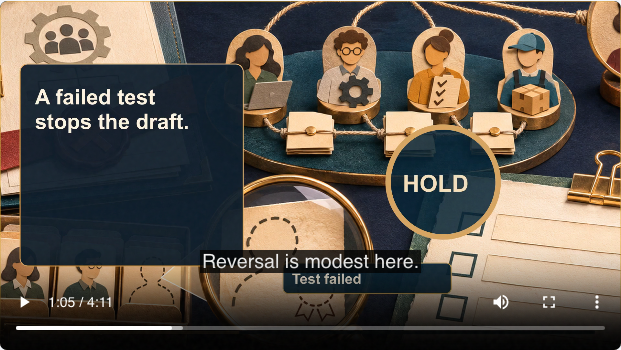 A failed test
stops the draft.
HOLD
Reversal is modest here.
Test failed
1:05 / 4:11